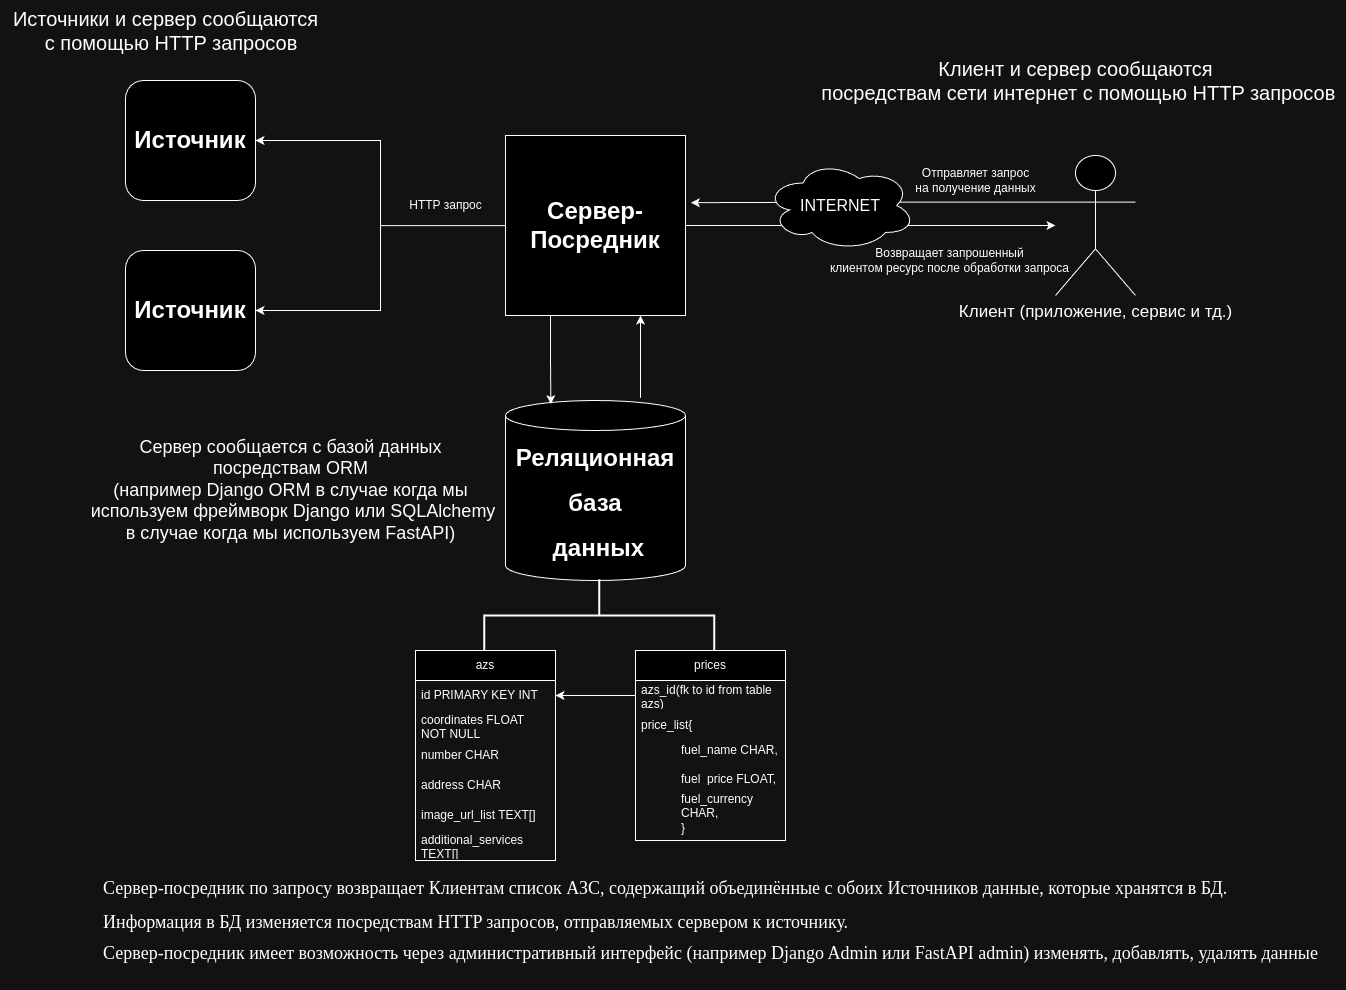 Источники и сервер сообщаются
с помощью HTTP запросов
Клиент и сервер сообщаются
посредствам сети интернет с помощью HTTP запросов
Источник
Источник
HTTP запрос
Сервер-
Посредник
INTERNET
Отправляет запрос
на получение данных
Возвращает запрошенный
клиентом ресурс после обработки запроса
Клиент (приложение, сервис и тд.)
Сервер сообщается с базой данных
посредствам ORM
(например Django ORM в случае когда мы
используем фреймворк Django или SQLAlchemy
в случае когда мы используем FastAPI)
Реляционная
база
данных
azs
id PRIMARY KEY INT
coordinates FLOAT
NOT NULL
number CHAR
address CHAR
image_url_list TEXT[]
additional_services
TEXT[]
prices
azs_id(fk to id from table
azs)
price_list{
fuel_name CHAR,
fuel_price FLOAT,
fuel_currency
CHAR,
}
Сервер-посредник по запросу возвращает Клиентам список АЗС, содержащий объединённые с обоих Источников данные, которые хранятся в БД.
Информация в БД изменяется посредствам HTTP запросов, отправляемых сервером к источнику.
Сервер-посредник имеет возможность через административный интерфейс (например Django Admin или FastAPI admin) изменять, добавлять, удалять данные